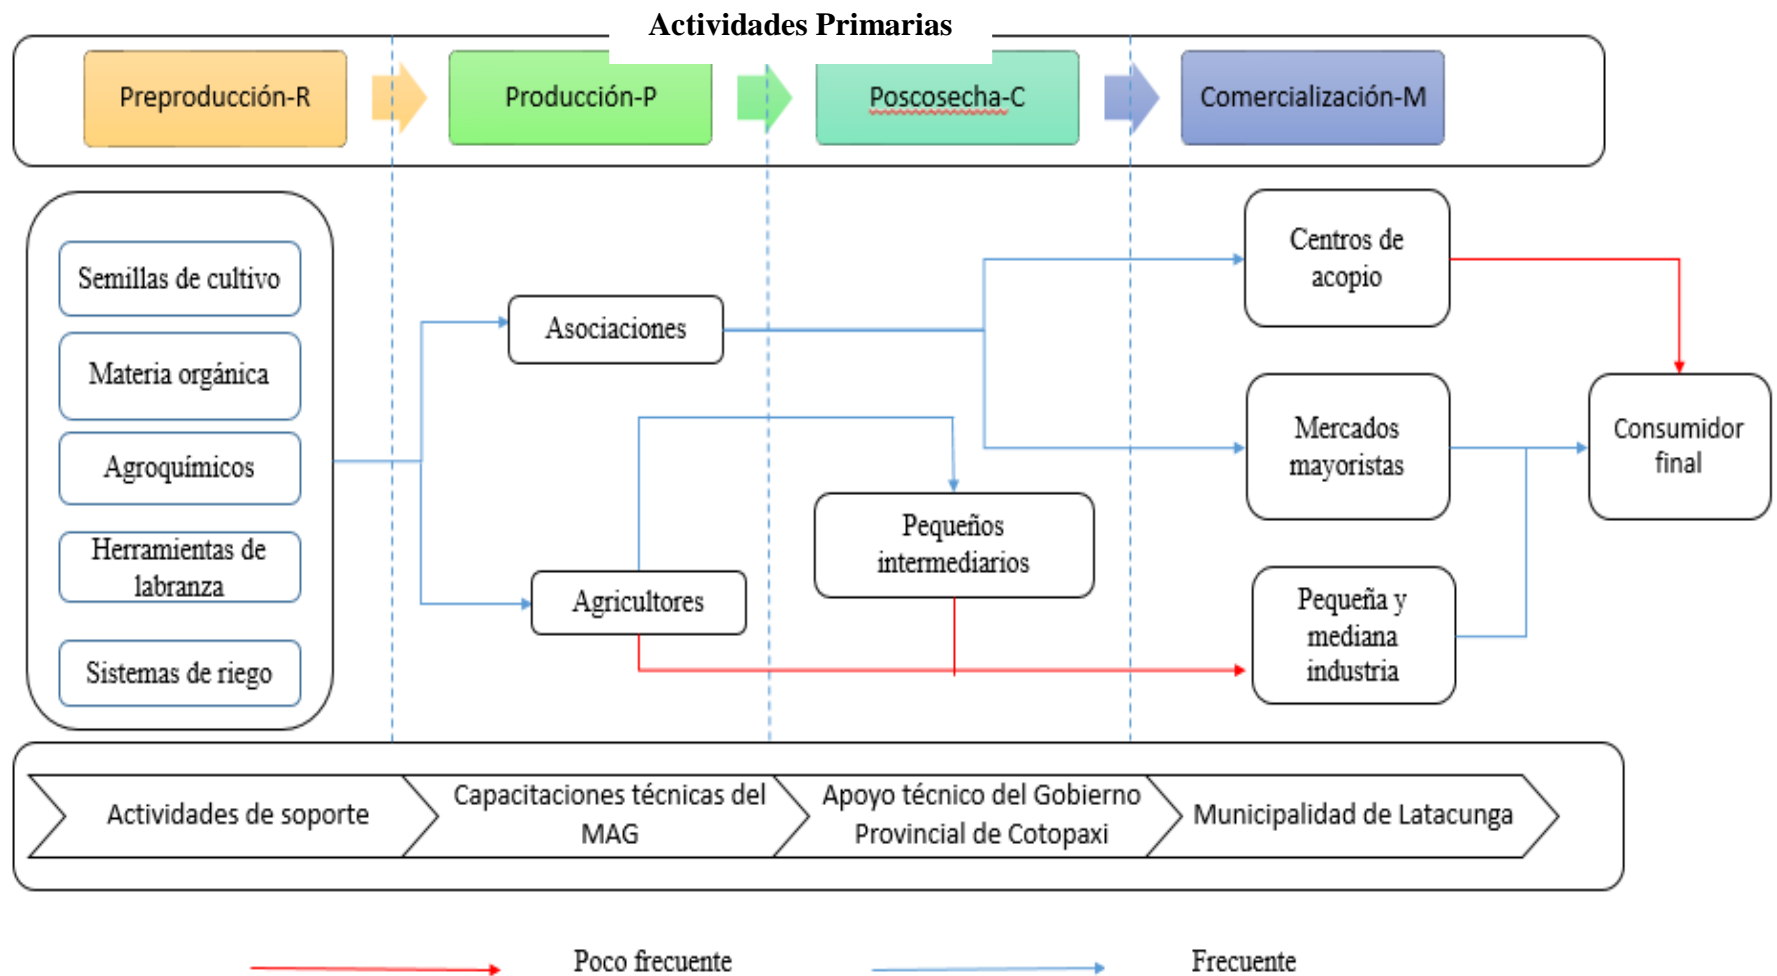 Actividades Primarias
Preproducción-R
Producción-P
Poscosecha-C
Comercialización-M
Semillas de cultivo
Materia orgánica
Agroquímicos
Herramientas de
labranza
Sistemas de riego
Asociaciones
Agricultores
Pequeños
intermediarios
Centros de
acopio
Mercados
mayoristas
Pequeña y
mediana
industria
Consumidor
final
Actividades de soporte
Capacitaciones técnicas del
MAG
Apoyo técnico del Gobierno
Provincial de Cotopaxi
Municipalidad de Latacunga
Poco frecuente
Frecuente